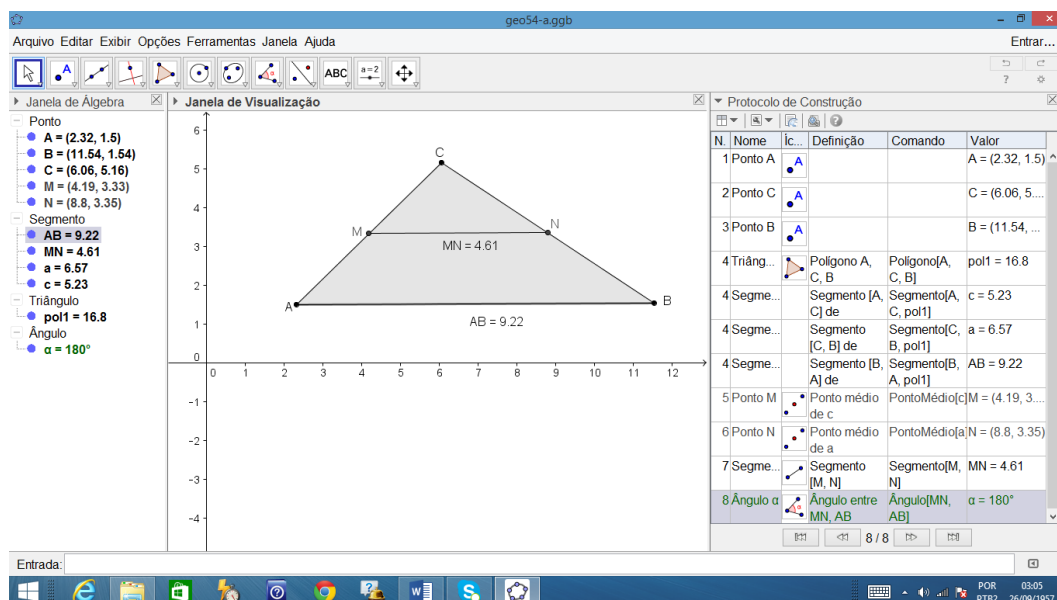 geo54-a.ggb
Arquivo Editar Exibir Opções Ferramentas Janela Ajuda
Entrar...
A
ABC
a=2
Janela de Álgebra
Ponto
A = (2.32, 1.5)
B = (11.54, 1.54)
C = (6.06, 5.16)
M = (4.19, 3.33)
N = (8.8, 3.35)
Segmento
AB = 9.22
MN = 4.61
a = 6.57
c = 5.23
Triângulo
pol1 = 16.8
Ângulo
α = 180°
Janela de Visualização
6
5
4
3
2
1
0
-1
-2
-3
-4
0 1 2 3 4 5 6 7 8 9 10 11 12
C
M
N
MN = 4.61
A
B
AB = 9.22
Protocolo de Construção
N. Nome Íc... Definição Comando Valor
1 Ponto A A A = (2.32, 1.5)
2 Ponto C A C = (6.06, 5....
3 Ponto B A B = (11.54, ...
4 Triâng... Polígono A, Polígono[A, pol1 = 16.8
C, B C, B]
4 Segme... Segmento [A, Segmento[A, c = 5.23
C] de C, pol1]
4 Segme... Segmento Segmento[C, a = 6.57
[C, B] de B, pol1]
4 Segme... Segmento [B, Segmento[B, AB = 9.22
A] de A, pol1]
5 Ponto M Ponto médio PontoMédio[c] M = (4.19, 3....
de c
6 Ponto N Ponto médio PontoMédio[a] N = (8.8, 3.35)
de a
7 Segme... Segmento Segmento[M, MN = 4.61
[M, N] N]
8 Ângulo α Ângulo entre Ângulo[MN, α = 180°
MN, AB AB]
8 / 8
Entrada:
POR 03:05
PTB2 26/09/1957